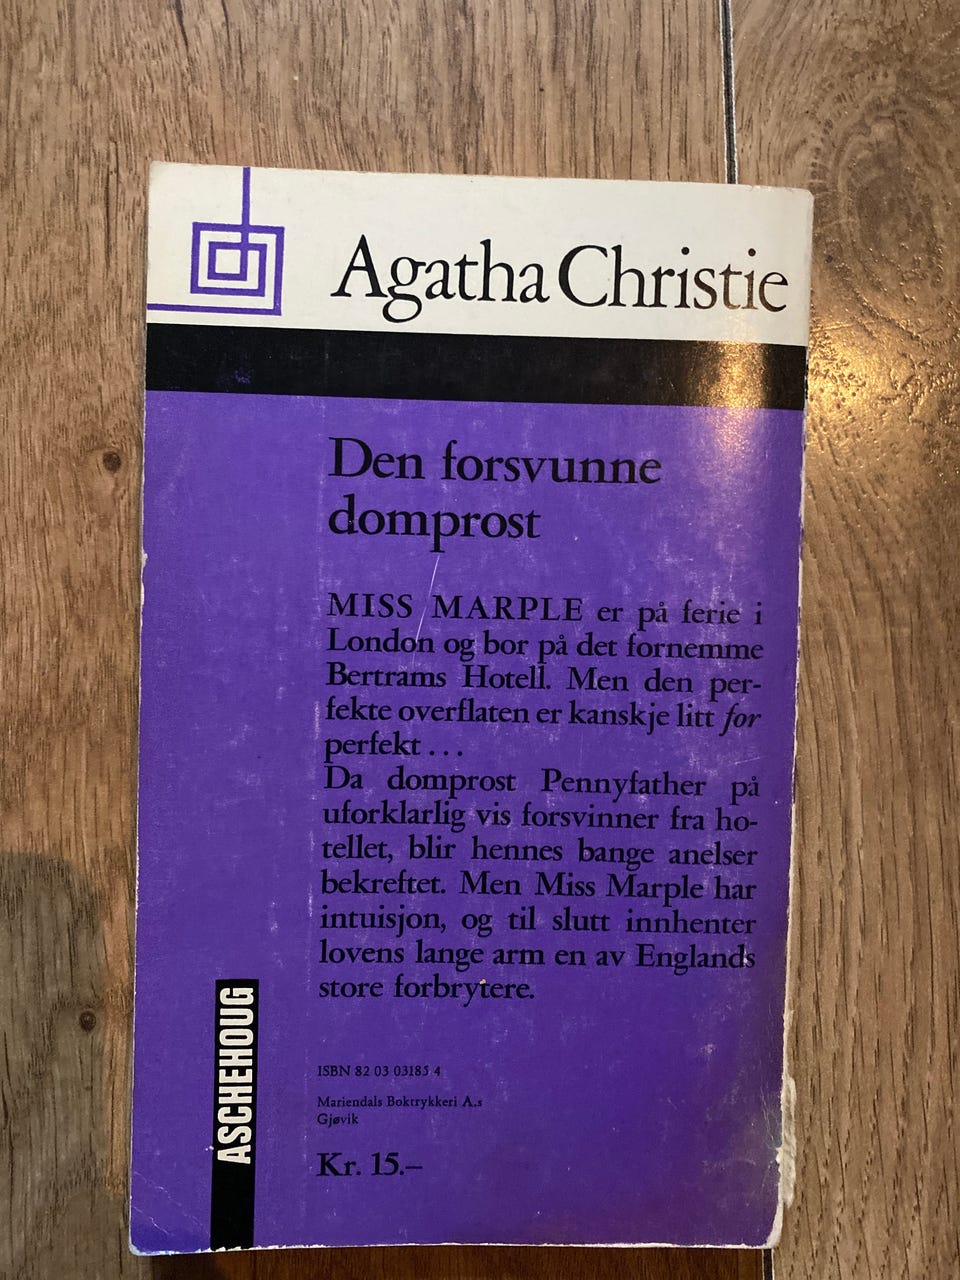 Agatha Christie
Den forsvunne
domprost
MISS MARPLE er på ferie i
London og bor på det fornemme
Bertrams Hotell. Men den per-
fekte overflaten er kanskje litt for
perfekt . . .
Da domprost Pennyfather på
uforklarlig vis forsvinner fra ho-
tellet, blir hennes bange anelser
bekreftet. Men Miss Marple har
intuisjon, og til slutt innhenter
lovens lange arm en av Englands
store forbrytere.
ASCHEHOUG
ISBN 82 03 03185 4
Mariendals Boktrykkeri A.s
Gjøvik
Kr. 15.–